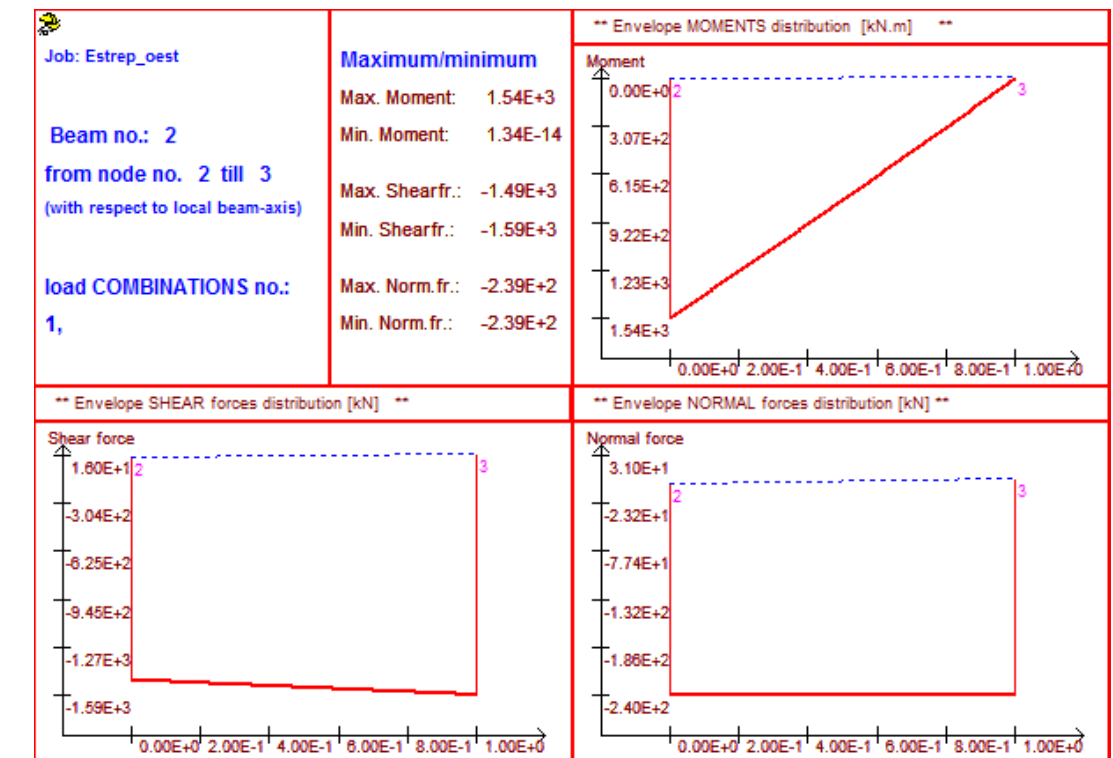 Job: Estrep_oest
Beam no.: 2
from node no. 2 till 3
(with respect to local beam-axis)
load COMBINATIONS no.:
1,
Maximum/minimum
Max. Moment: 1.54E+3
Min. Moment: 1.34E-14
Max. Shearfr.: -1.49E+3
Min. Shearfr.: -1.59E+3
Max. Norm.fr.: -2.39E+2
Min. Norm.fr.: -2.39E+2
** Envelope MOMENTS distribution [kN.m] **
Moment
0.00E+0
2
3
3.07E+2
6.15E+2
9.22E+2
1.23E+3
1.54E+3
0.00E+0 2.00E-1 4.00E-1 6.00E-1 8.00E-1 1.00E+0
** Envelope SHEAR forces distribution [kN] **
Shear force
1.60E+1
2
3
-3.04E+2
-6.25E+2
-9.45E+2
-1.27E+3
-1.59E+3
0.00E+0 2.00E-1 4.00E-1 6.00E-1 8.00E-1 1.00E+0
** Envelope NORMAL forces distribution [kN] **
Normal force
3.10E+1
2
3
-2.32E+1
-7.74E+1
-1.32E+2
-1.86E+2
-2.40E+2
0.00E+0 2.00E-1 4.00E-1 6.00E-1 8.00E-1 1.00E+0